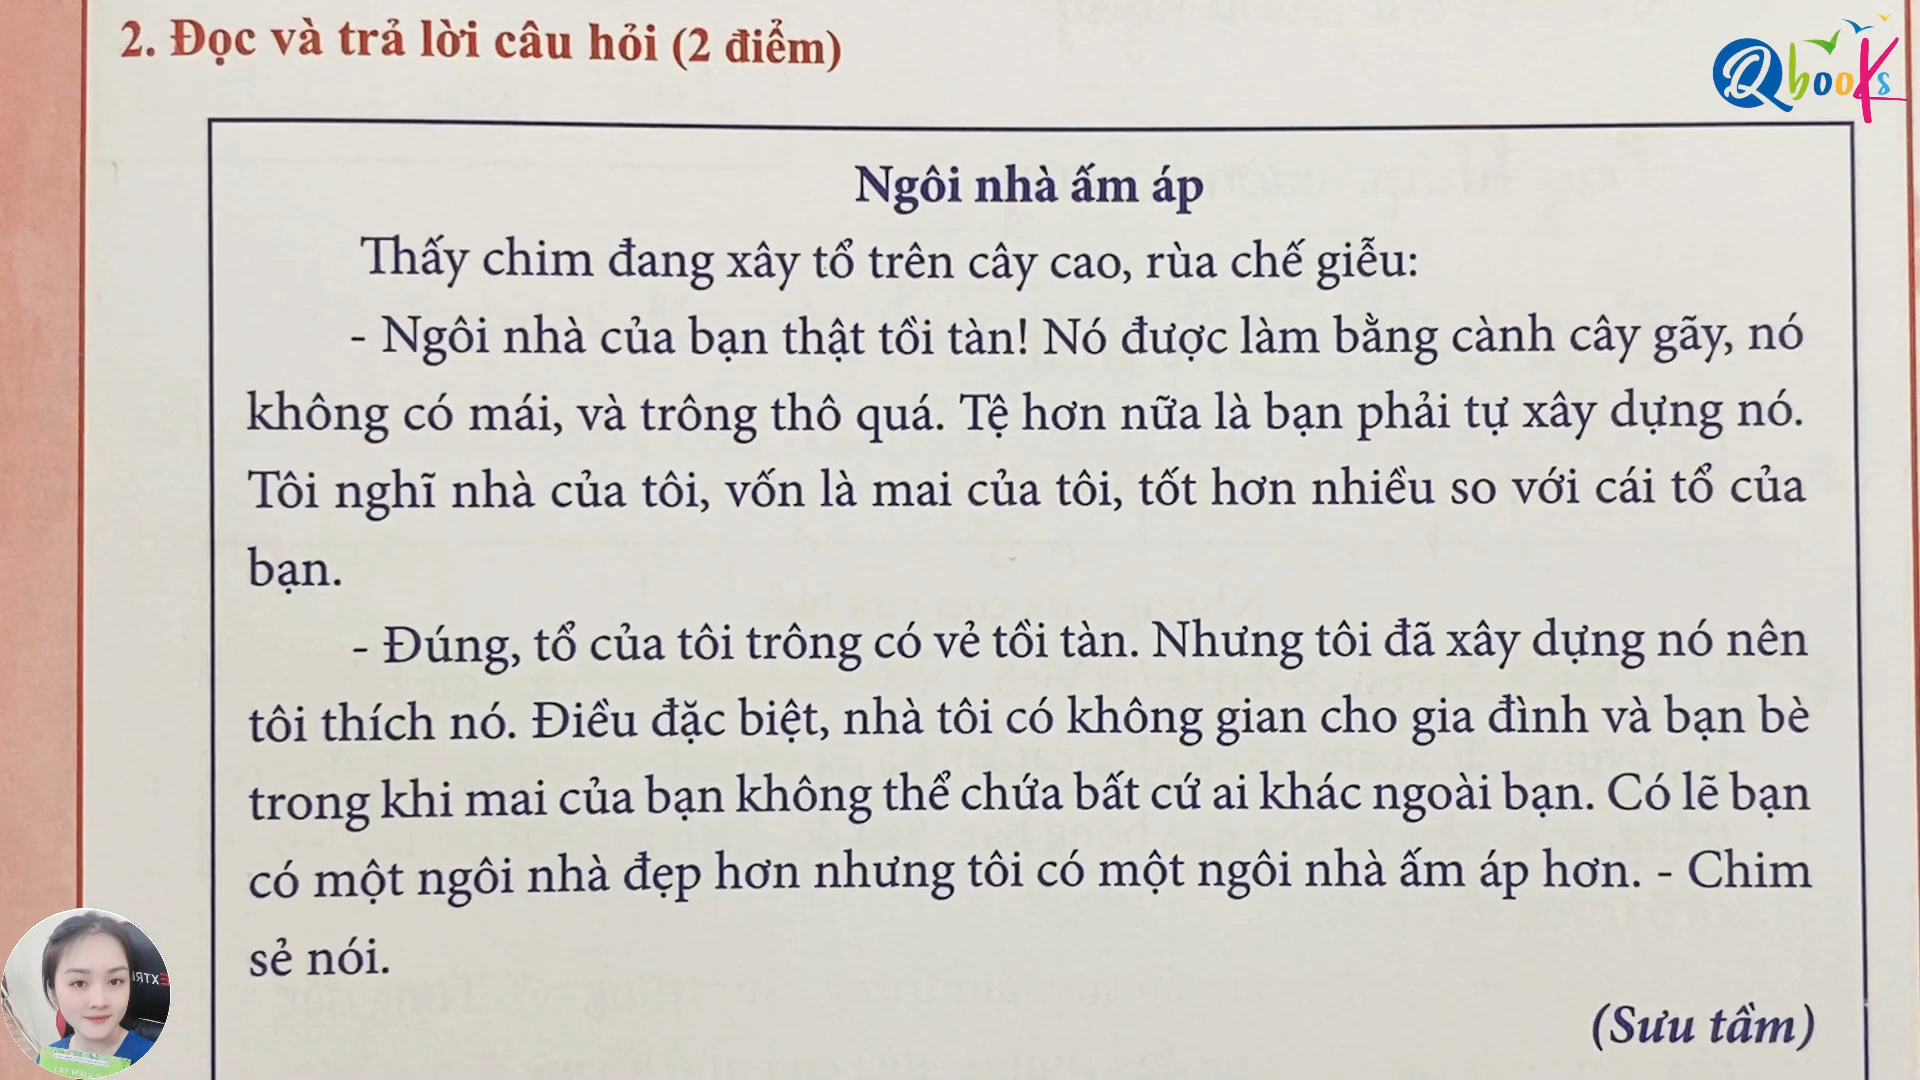 2. Đọc và trả lời câu hỏi (2 điểm)
Qbooks
Ngôi nhà ấm áp
Thấy chim đang xây tổ trên cây cao, rùa chế giễu:
- Ngôi nhà của bạn thật tồi tàn! Nó được làm bằng cành cây gãy, nó
không có mái, và trông thô quá. Tệ hơn nữa là bạn phải tự xây dựng nó.
Tôi nghĩ nhà của tôi, vốn là mai của tôi, tốt hơn nhiều so với cái tổ của
bạn.
- Đúng, tổ của tôi trông có vẻ tồi tàn. Nhưng tôi đã xây dựng nó nên
tôi thích nó. Điều đặc biệt, nhà tôi có không gian cho gia đình và bạn bè
trong khi mai của bạn không thể chứa bất cứ ai khác ngoài bạn. Có lẽ bạn
có một ngôi nhà đẹp hơn nhưng tôi có một ngôi nhà ấm áp hơn. - Chim
sẻ nói.
(Sưu tầm)